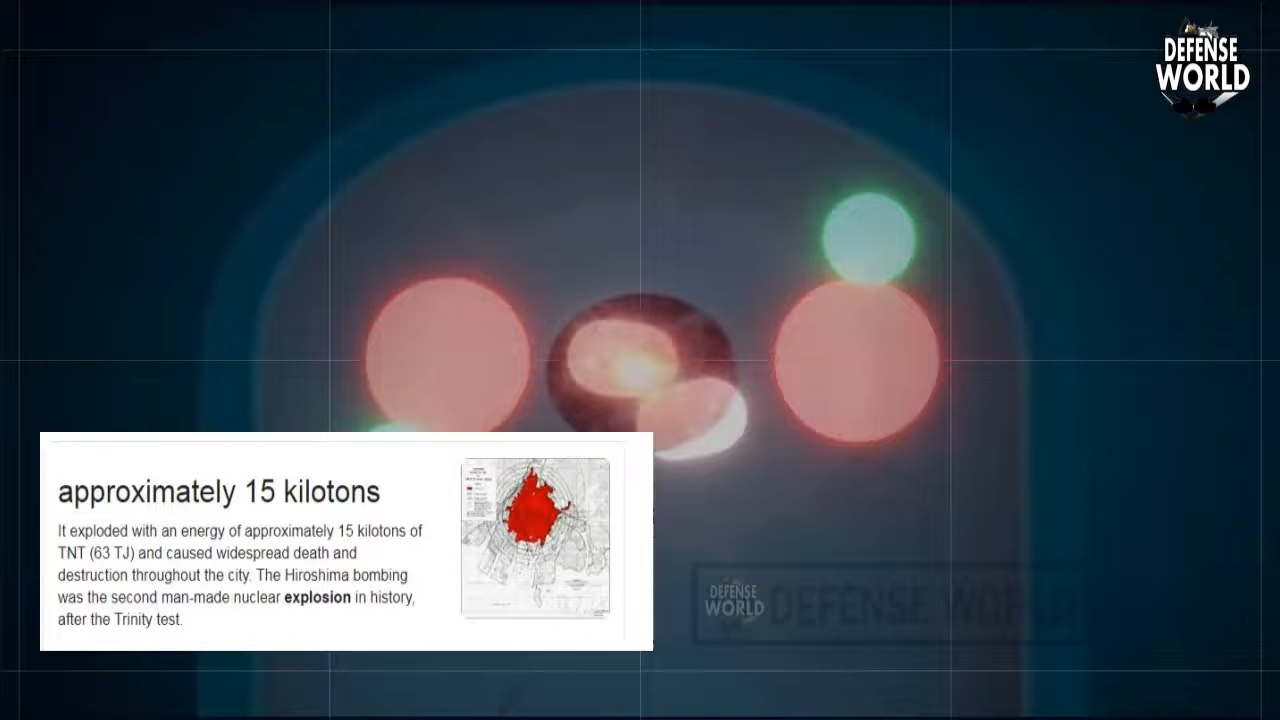 DEFENSE
WORLD
approximately 15 kilotons
It exploded with an energy of approximately 15 kilotons of
TNT (63 TJ) and caused widespread death and
destruction throughout the city. The Hiroshima bombing
was the second man-made nuclear explosion in history,
after the Trinity test.
DEFENSE
WORLD
DEFENSE WORLD